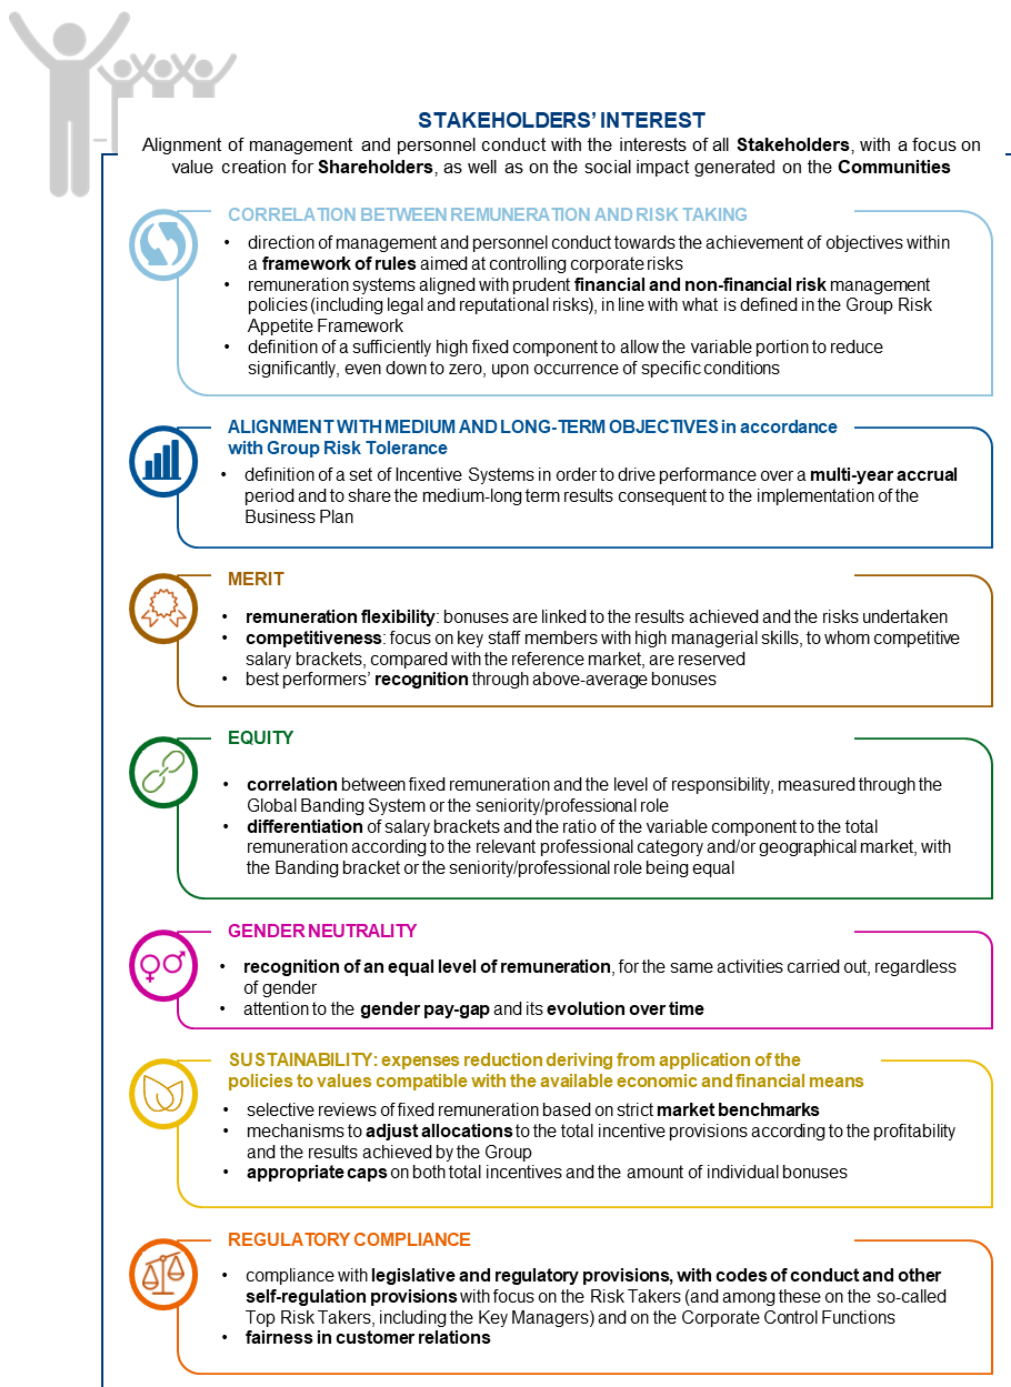 STAKEHOLDERS' INTEREST
Alignment of management and personnel conduct with the interests of all Stakeholders, with a focus on
value creation for Shareholders, as well as on the social impact generated on the Communities
CORRELATION BETWEEN REMUNERATION AND RISK TAKING
• direction of management and personnel conduct towards the achievement of objectives within
a framework of rules aimed at controlling corporate risks
• remuneration systems aligned with prudent financial and non-financial risk management
policies (including legal and reputational risks), in line with what is defined in the Group Risk
Appetite Framework
• definition of a sufficiently high fixed component to allow the variable portion to reduce
significantly, even down to zero, upon occurrence of specific conditions
ALIGNMENT WITH MEDIUM AND LONG-TERM OBJECTIVES in accordance
with Group Risk Tolerance
• definition of a set of Incentive Systems in order to drive performance over a multi-year accrual
period and to share the medium-long term results consequent to the implementation of the
Business Plan
MERIT
• remuneration flexibility: bonuses are linked to the results achieved and the risks undertaken
• competitiveness: focus on key staff members with high managerial skills, to whom competitive
salary brackets, compared with the reference market, are reserved
• best performers' recognition through above-average bonuses
EQUITY
• correlation between fixed remuneration and the level of responsibility, measured through the
Global Banding System or the seniority/professional role
• differentiation of salary brackets and the ratio of the variable component to the total
remuneration according to the relevant professional category and/or geographical market, with
the Banding bracket or the seniority/professional role being equal
GENDER NEUTRALITY
• recognition of an equal level of remuneration, for the same activities carried out, regardless
of gender
• attention to the gender pay-gap and its evolution over time
SUSTAINABILITY: expenses reduction deriving from application of the
policies to values compatible with the available economic and financial means
• selective reviews of fixed remuneration based on strict market benchmarks
• mechanisms to adjust allocations to the total incentive provisions according to the profitability
and the results achieved by the Group
• appropriate caps on both total incentives and the amount of individual bonuses
REGULATORY COMPLIANCE
• compliance with legislative and regulatory provisions, with codes of conduct and other
self-regulation provisions with focus on the Risk Takers (and among these on the so-called
Top Risk Takers, including the Key Managers) and on the Corporate Control Functions
• fairness in customer relations